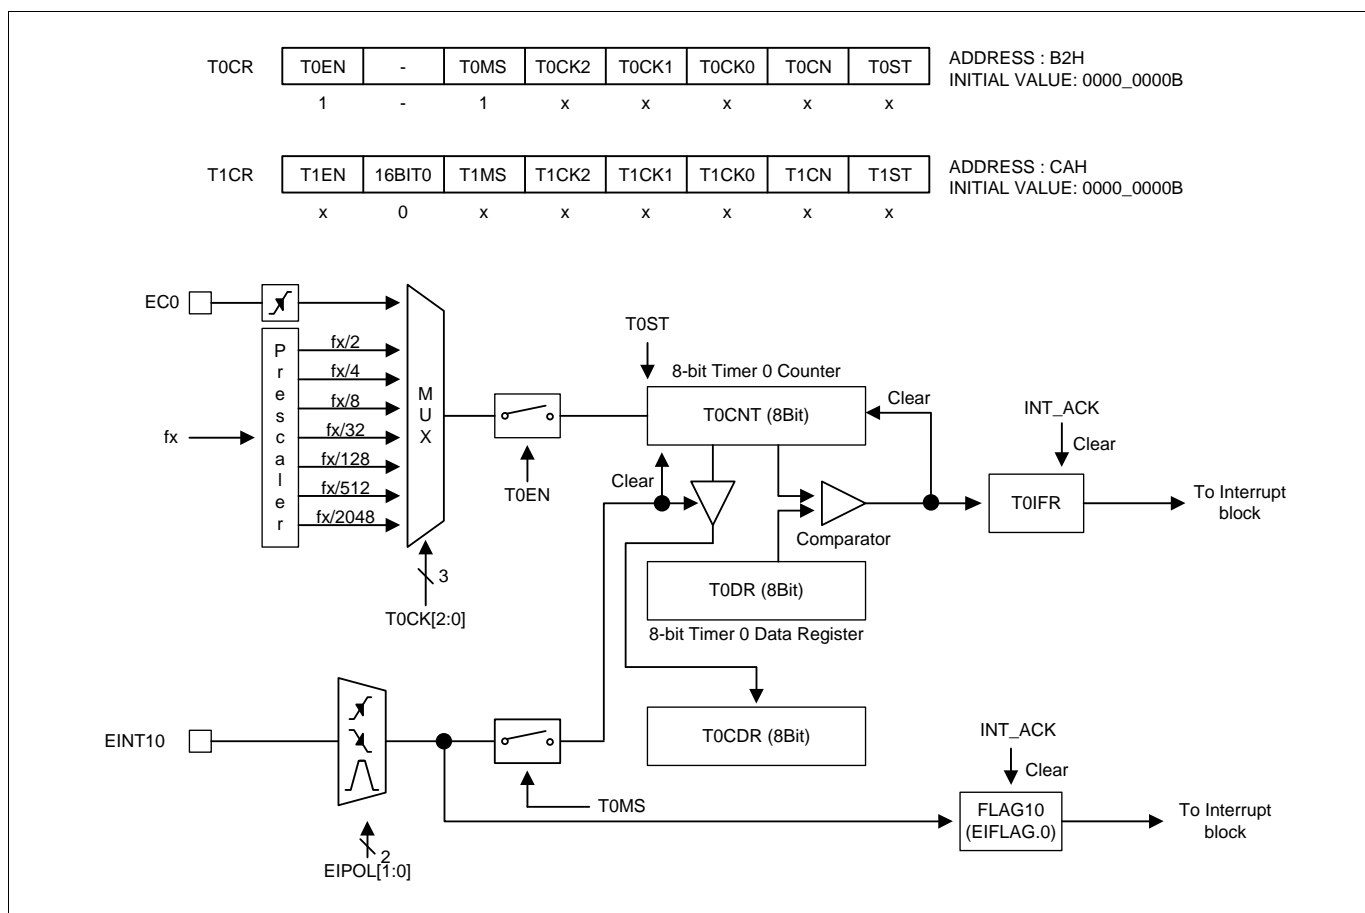 T0CR T0EN - T0MS T0CK2 T0CK1 T0CK0 T0CN T0ST ADDRESS : B2H
INITIAL VALUE: 0000_0000B
1 - 1 x x x x x
T1CR T1EN 16BIT0 T1MS T1CK2 T1CK1 T1CK0 T1CN T1ST ADDRESS : CAH
INITIAL VALUE: 0000_0000B
x 0 x x x x x x
EC0
Prescaler
fx
fx/2
fx/4
fx/8
fx/32
fx/128
fx/512
fx/2048
MUX
3
T0CK[2:0]
T0EN
T0ST
8-bit Timer 0 Counter
T0CNT (8Bit)
Clear
Clear
Comparator
T0DR (8Bit)
8-bit Timer 0 Data Register
T0CDR (8Bit)
INT_ACK
Clear
T0IFR
To Interrupt
block
EINT10
2
EIPOL[1:0]
T0MS
INT_ACK
Clear
FLAG10
(EIFLAG.0)
To Interrupt
block